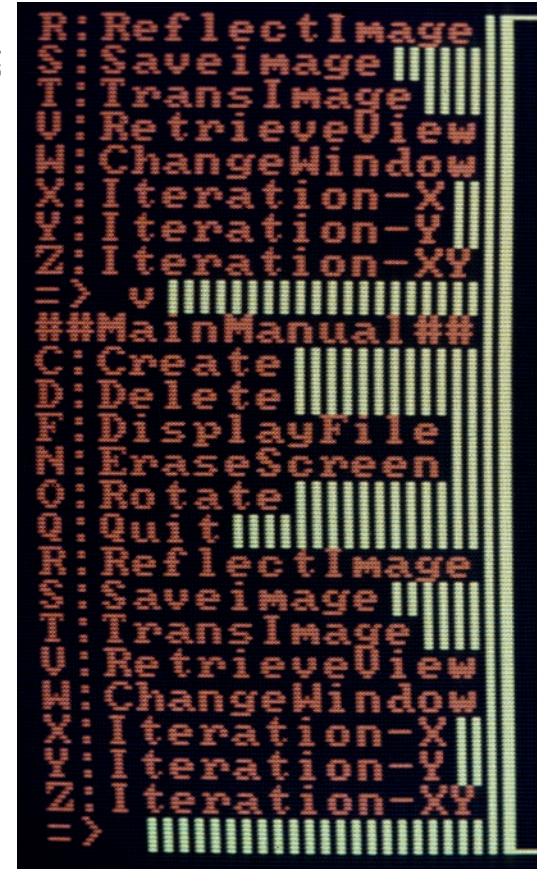 R:ReflectImage
S:Saveimage
T:TransImage
V:RetrieveView
W:ChangeWindow
X:Iteration-X
Y:Iteration-Y
Z:Iteration-XY
=> v
##MainManual##
C:Create
D:Delete
F:DisplayFile
N:EraseScreen
O:Rotate
Q:Quit
R:ReflectImage
S:Saveimage
T:TransImage
V:RetrieveView
W:ChangeWindow
X:Iteration-X
Y:Iteration-Y
Z:Iteration-XY
=>